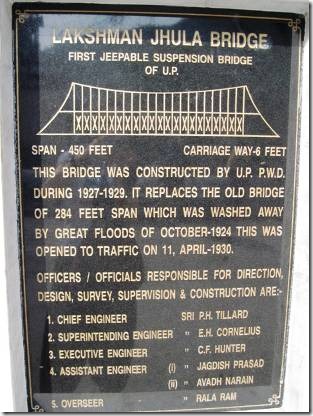 LAKSHMAN JHULA BRIDGE
FIRST JEEPABLE SUSPENSION BRIDGE
OF U.P.
SPAN - 450 FEET CARRIAGE WAY-6 FEET
THIS BRIDGE WAS CONSTRUCTED BY U.P. P.W.D.
DURING 1927-1929. IT REPLACES THE OLD BRIDGE
OF 284 FEET SPAN WHICH WAS WASHED AWAY
BY GREAT FLOODS OF OCTOBER-1924 THIS WAS
OPENED TO TRAFFIC ON 11, APRIL-1930.
OFFICERS / OFFICIALS RESPONSIBLE FOR DIRECTION,
DESIGN, SURVEY, SUPERVISION & CONSTRUCTION ARE:-
1. CHIEF ENGINEER SRI P.H. TILLARD
2. SUPERINTENDING ENGINEER " E.H. CORNELIUS
3. EXECUTIVE ENGINEER " C.F. HUNTER
4. ASSISTANT ENGINEER (i) " JAGDISH PRASAD
(ii) " AVADH NARAIN
5. OVERSEER " RALA RAM